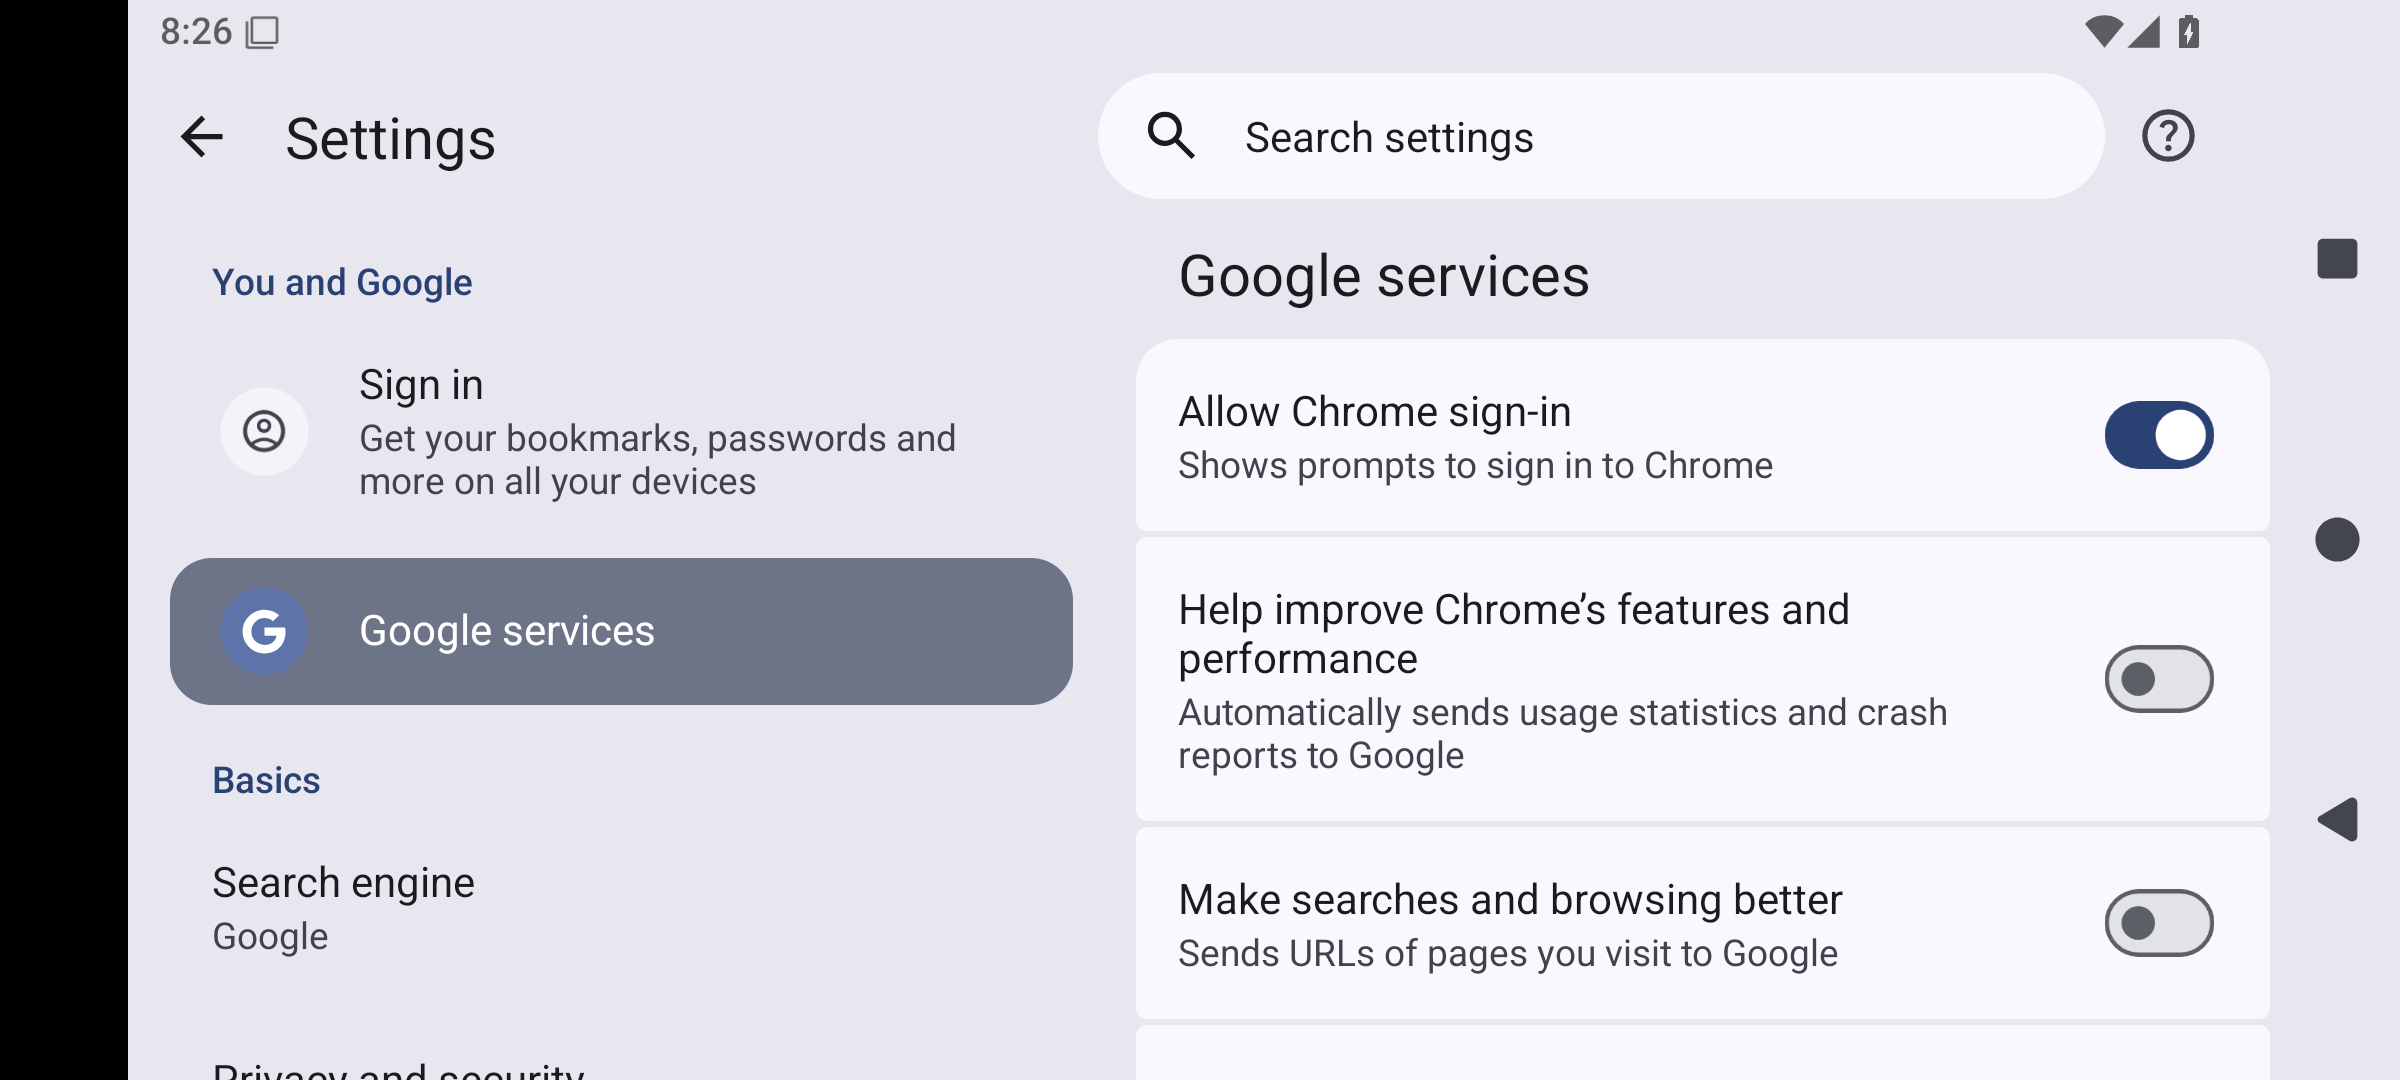 8:26
Settings
Search settings
You and Google
Sign in
Get your bookmarks, passwords and
more on all your devices
Google services
Basics
Search engine
Google
Privacy and security
Google services
Allow Chrome sign-in
Shows prompts to sign in to Chrome
Help improve Chrome’s features and
performance
Automatically sends usage statistics and crash
reports to Google
Make searches and browsing better
Sends URLs of pages you visit to Google